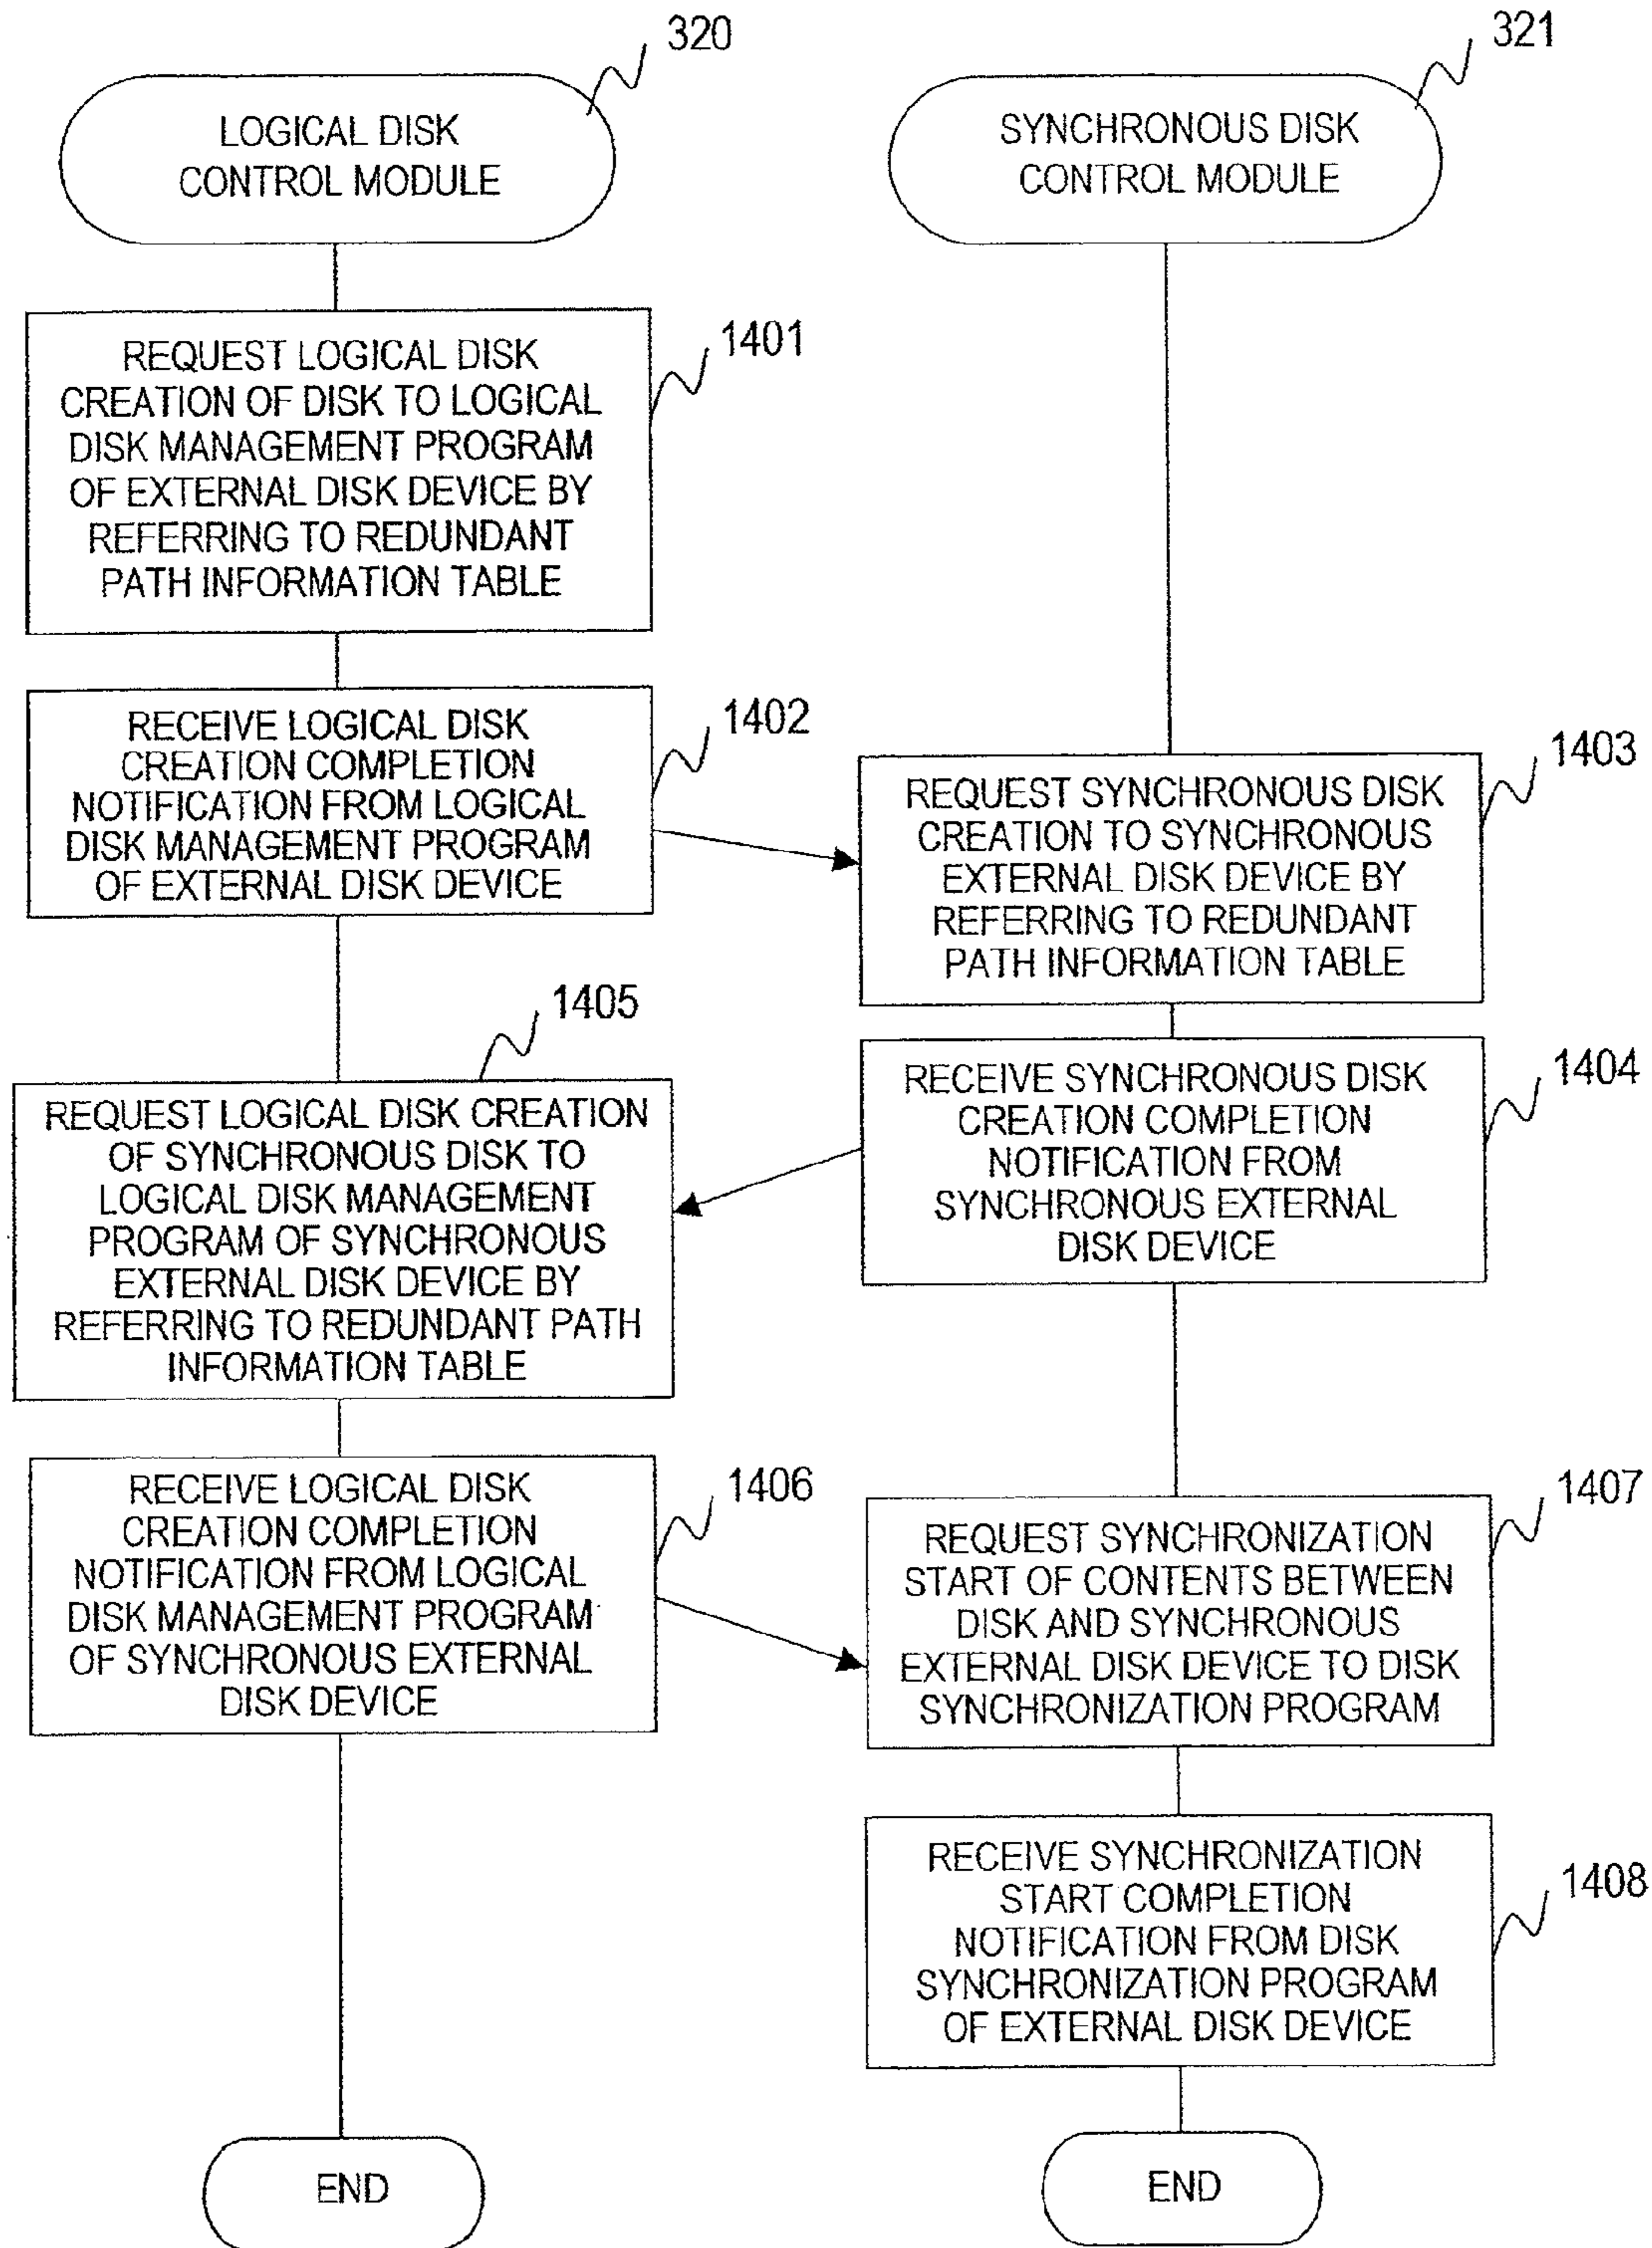 320
LOGICAL DISK
CONTROL MODULE
321
SYNCHRONOUS DISK
CONTROL MODULE
1401
REQUEST LOGICAL DISK
CREATION OF DISK TO LOGICAL
DISK MANAGEMENT PROGRAM
OF EXTERNAL DISK DEVICE BY
REFERRING TO REDUNDANT
PATH INFORMATION TABLE
1402
RECEIVE LOGICAL DISK
CREATION COMPLETION
NOTIFICATION FROM LOGICAL
DISK MANAGEMENT PROGRAM
OF EXTERNAL DISK DEVICE
1403
REQUEST SYNCHRONOUS DISK
CREATION TO SYNCHRONOUS
EXTERNAL DISK DEVICE BY
REFERRING TO REDUNDANT
PATH INFORMATION TABLE
1404
RECEIVE SYNCHRONOUS DISK
CREATION COMPLETION
NOTIFICATION FROM
SYNCHRONOUS EXTERNAL
DISK DEVICE
1405
REQUEST LOGICAL DISK CREATION
OF SYNCHRONOUS DISK TO
LOGICAL DISK MANAGEMENT
PROGRAM OF SYNCHRONOUS
EXTERNAL DISK DEVICE BY
REFERRING TO REDUNDANT PATH
INFORMATION TABLE
1406
RECEIVE LOGICAL DISK
CREATION COMPLETION
NOTIFICATION FROM LOGICAL
DISK MANAGEMENT PROGRAM
OF SYNCHRONOUS EXTERNAL
DISK DEVICE
1407
REQUEST SYNCHRONIZATION
START OF CONTENTS BETWEEN
DISK AND SYNCHRONOUS
EXTERNAL DISK DEVICE TO DISK
SYNCHRONIZATION PROGRAM
1408
RECEIVE SYNCHRONIZATION
START COMPLETION
NOTIFICATION FROM DISK
SYNCHRONIZATION PROGRAM
OF EXTERNAL DISK DEVICE
END
END